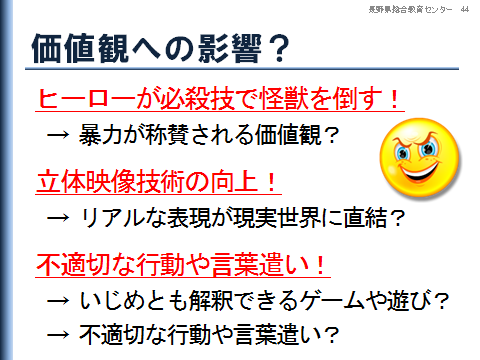 長野県総合教育センター 44
価値観への影響？
ヒーローが必殺技で怪獣を倒す！
→ 暴力が称賛される価値観？
立体映像技術の向上！
→ リアルな表現が現実世界に直結？
不適切な行動や言葉遣い！
→ いじめとも解釈できるゲームや遊び？
→ 不適切な行動や言葉遣い？